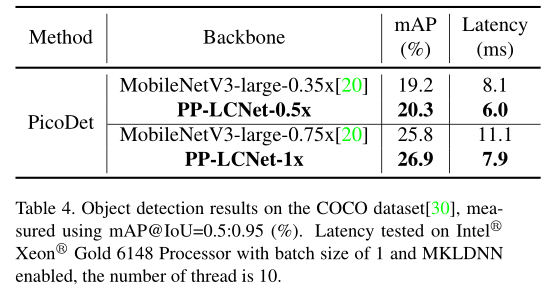 Method Backbone mAP (%) Latency (ms)
PicoDet MobileNetV3-large-0.35x[20] 19.2 8.1
PP-LCNet-0.5x 20.3 6.0
MobileNetV3-large-0.75x[20] 25.8 11.1
PP-LCNet-1x 26.9 7.9
Table 4. Object detection results on the COCO dataset[30], mea-
sured using mAP@IoU=0.5:0.95 (%). Latency tested on Intel®
Xeon® Gold 6148 Processor with batch size of 1 and MKLDNN
enabled, the number of thread is 10.